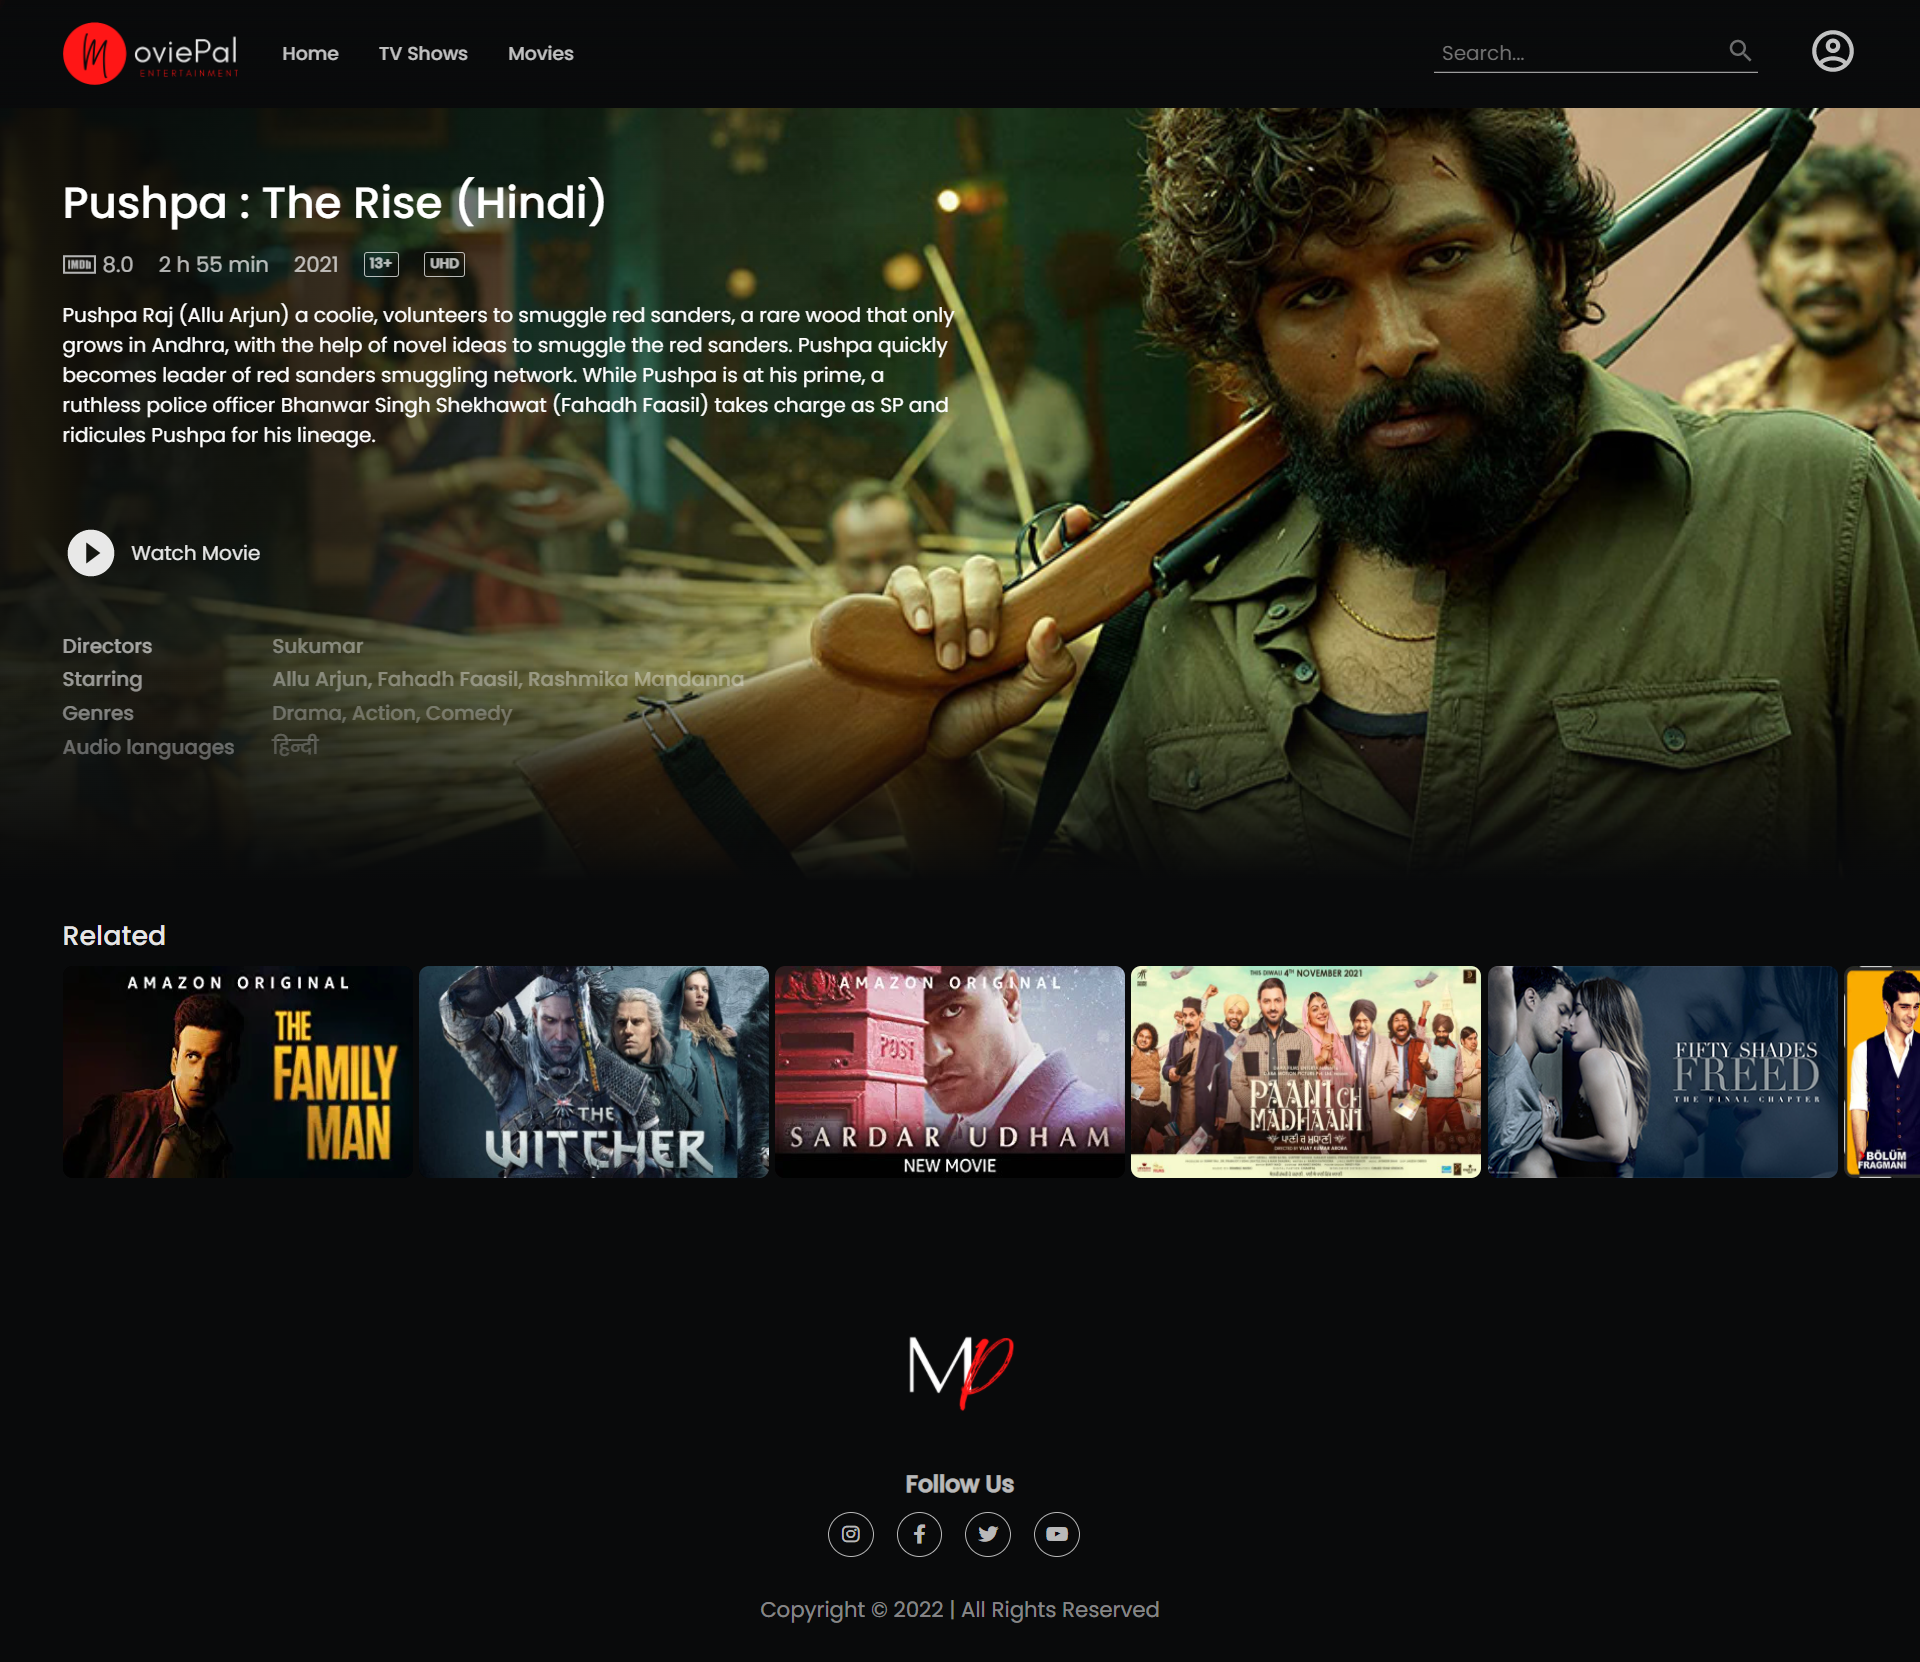 M oviePal
ENTERTAINMENT
Home
TV Shows
Movies
Search...
Pushpa : The Rise (Hindi)
IMDb 8.0 2 h 55 min 2021 13+ UHD
Pushpa Raj (Allu Arjun) a coolie, volunteers to smuggle red sanders, a rare wood that only
grows in Andhra, with the help of novel ideas to smuggle the red sanders. Pushpa quickly
becomes leader of red sanders smuggling network. While Pushpa is at his prime, a
ruthless police officer Bhanwar Singh Shekhawat (Fahadh Faasil) takes charge as SP and
ridicules Pushpa for his lineage.
Watch Movie
Directors Sukumar
Starring Allu Arjun, Fahadh Faasil, Rashmika Mandanna
Genres Drama, Action, Comedy
Audio languages हिन्दी
Related
AMAZON ORIGINAL
THE
FAMILY
MAN
THE
WITCHER
AMAZON ORIGINAL
POST
SARDAR UDHAM
NEW MOVIE
THIS DIWALI 4TH NOVEMBER 2021
PAANI CH
MADHAANI
ਪਾਣੀ ਚ ਮਧਾਣੀ
DIRECTED BY VIJAY KUMAR ARORA
FIFTY SHADES
FREED
THE FINAL CHAPTER
BÖLÜM
FRAGMANI
MP
Follow Us
Copyright © 2022 | All Rights Reserved